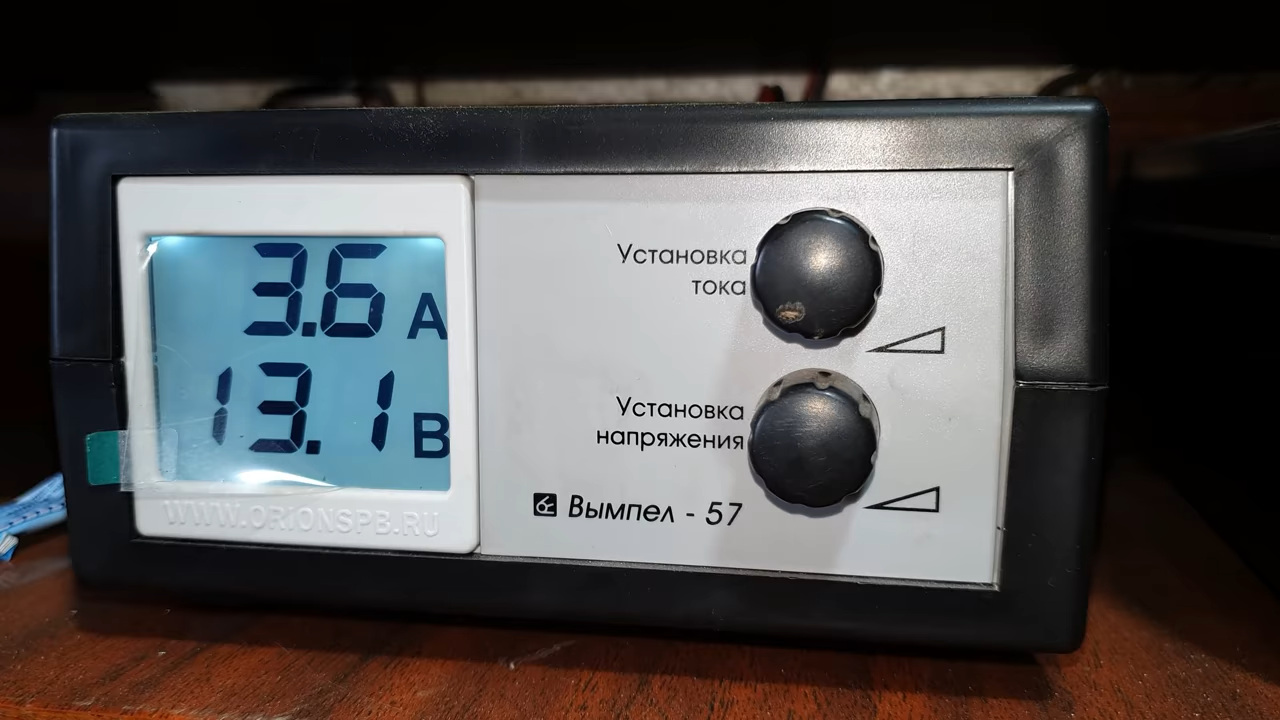 3.6 А
13.1 В
WWW.ORIONSPB.RU
Установка
тока
Установка
напряжения
Вымпел - 57